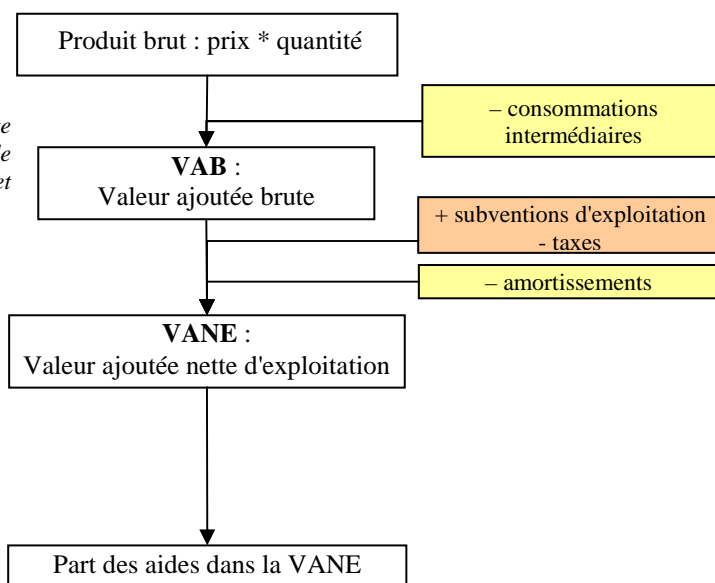 Produit brut : prix * quantité
– consommations
intermédiaires
et
VAB :
Valeur ajoutée brute
+ subventions d'exploitation
- taxes
– amortissements
VANE :
Valeur ajoutée nette d'exploitation
Part des aides dans la VANE